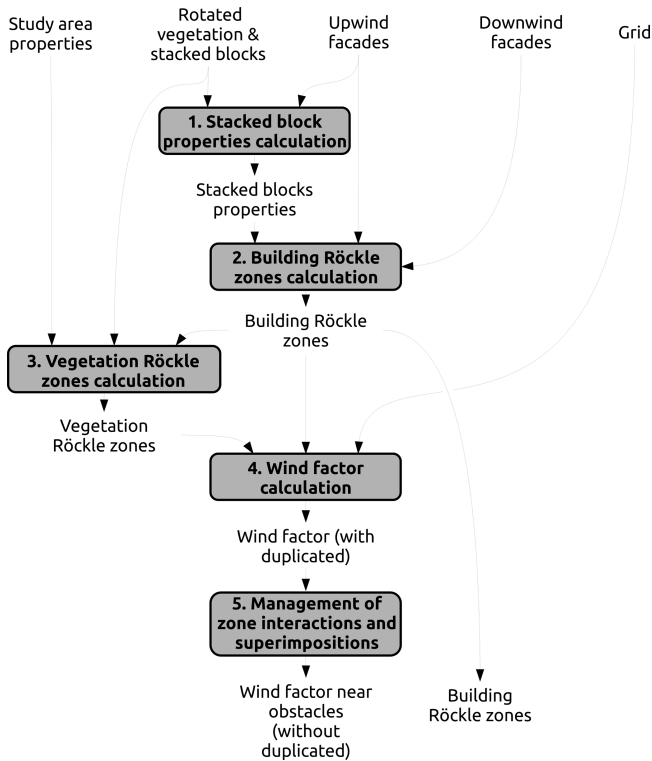 Study area
properties
Rotated
vegetation &
stacked blocks
Upwind
facades
Downwind
facades
Grid
1. Stacked block
properties calculation
Stacked blocks
properties
2. Building Röckle
zones calculation
Building Röckle
zones
3. Vegetation Röckle
zones calculation
Vegetation
Röckle zones
4. Wind factor
calculation
Wind factor (with
duplicated)
5. Management of
zone interactions and
superimpositions
Wind factor near
obstacles
(without
duplicated)
Building
Röckle zones